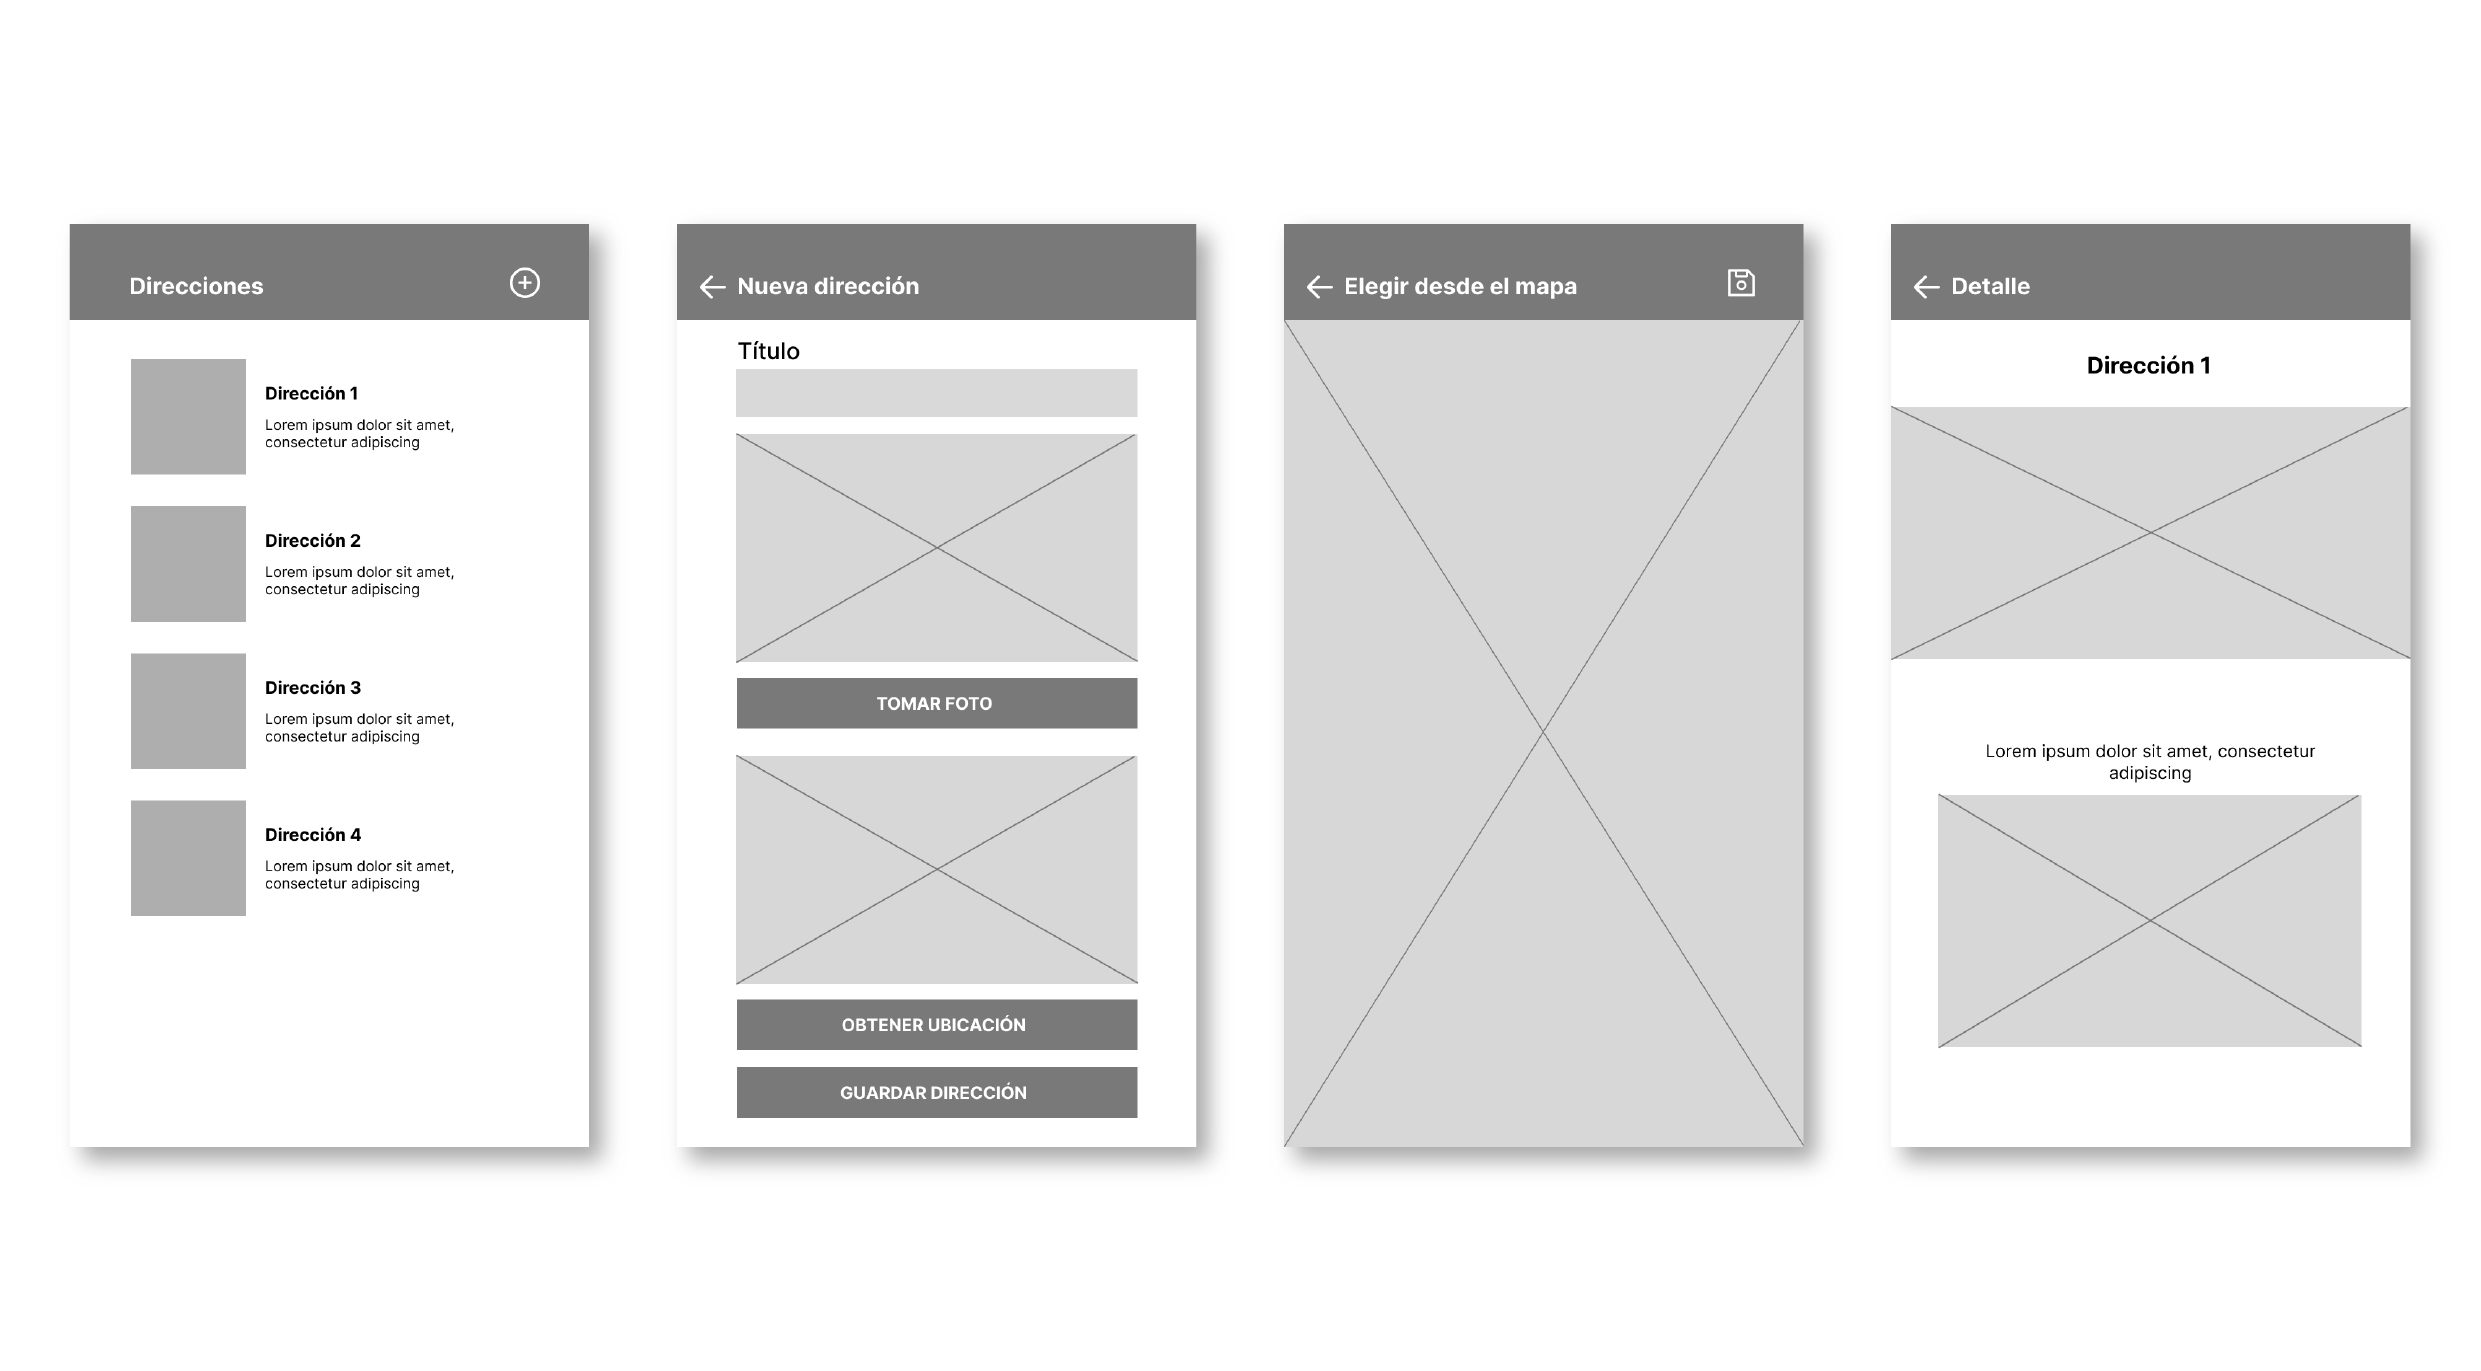 Direcciones
Dirección 1
Lorem ipsum dolor sit amet,
consectetur adipiscing
Dirección 2
Lorem ipsum dolor sit amet,
consectetur adipiscing
Dirección 3
Lorem ipsum dolor sit amet,
consectetur adipiscing
Dirección 4
Lorem ipsum dolor sit amet,
consectetur adipiscing
Nueva dirección
Título
TOMAR FOTO
OBTENER UBICACIÓN
GUARDAR DIRECCIÓN
Elegir desde el mapa
Detalle
Dirección 1
Lorem ipsum dolor sit amet, consectetur
adipiscing